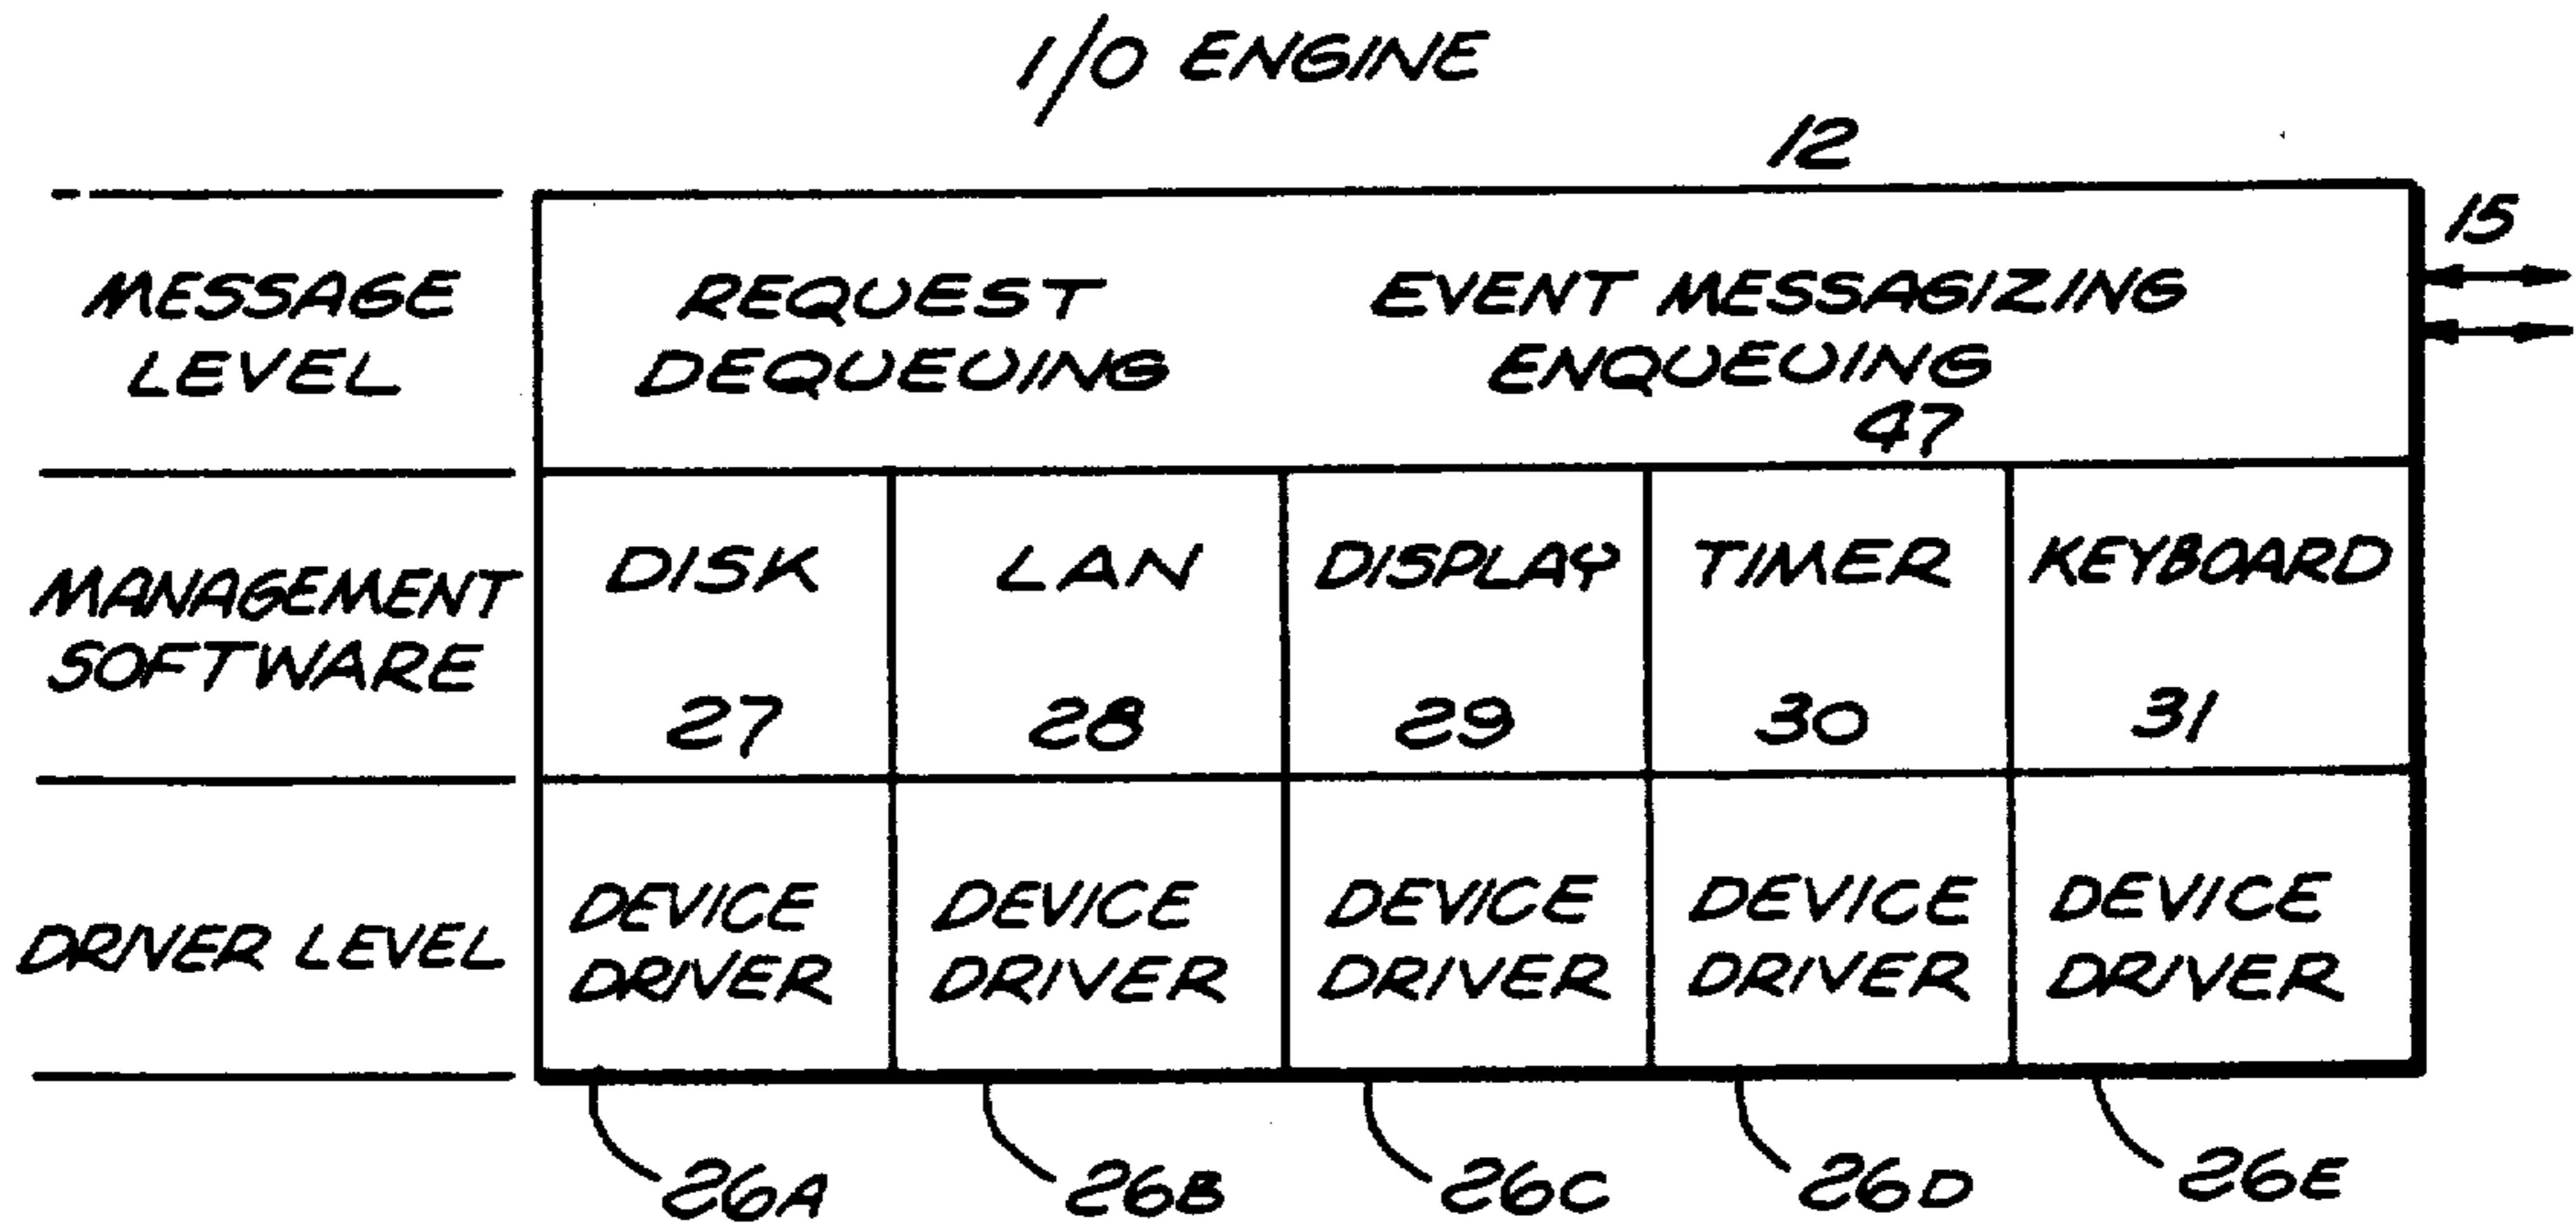 I/O ENGINE
12
15
MESSAGE
LEVEL
REQUEST
DEQUEUING
EVENT MESSAGIZING
ENQUEUING
47
MANAGEMENT
SOFTWARE
DISK
27
LAN
28
DISPLAY
29
TIMER
30
KEYBOARD
31
DRIVER LEVEL
DEVICE
DRIVER
DEVICE
DRIVER
DEVICE
DRIVER
DEVICE
DRIVER
DEVICE
DRIVER
26A
26B
26C
26D
26E